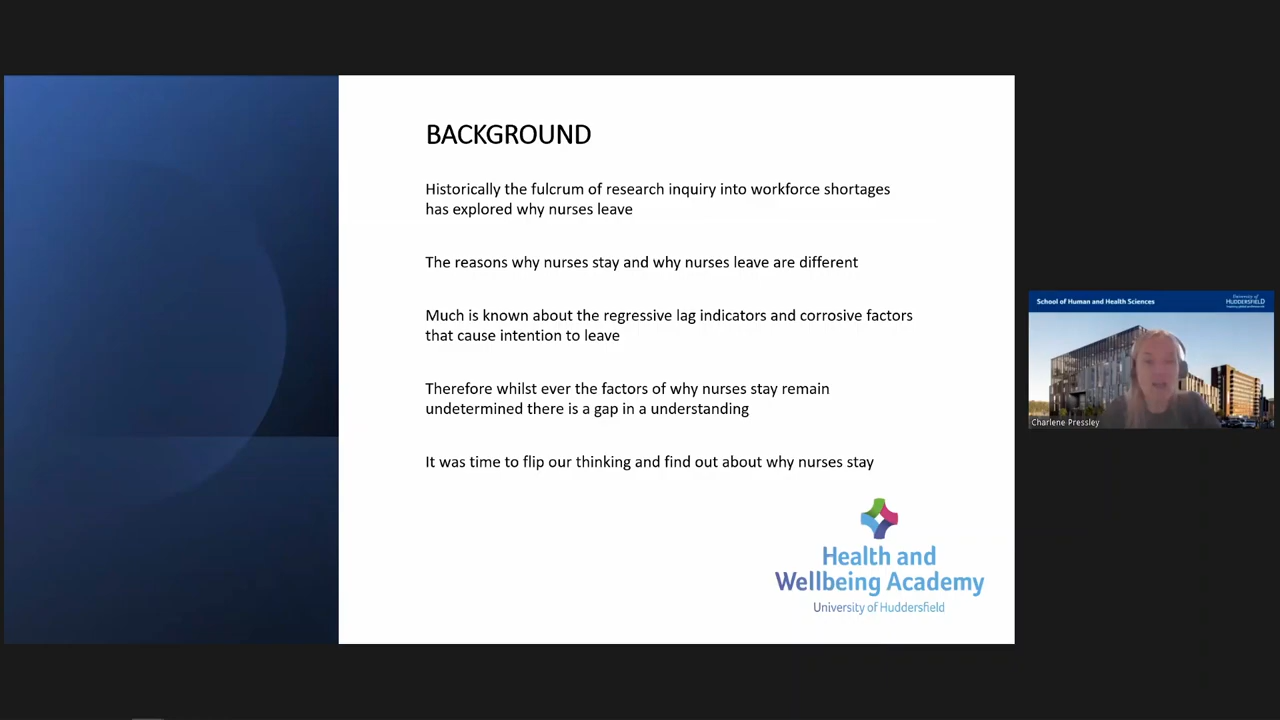 BACKGROUND
Historically the fulcrum of research inquiry into workforce shortages
has explored why nurses leave
The reasons why nurses stay and why nurses leave are different
Much is known about the regressive lag indicators and corrosive factors
that cause intention to leave
Therefore whilst ever the factors of why nurses stay remain
undetermined there is a gap in a understanding
It was time to flip our thinking and find out about why nurses stay
Health and
Wellbeing Academy
University of Huddersfield
School of Human and Health Sciences
University of
HUDDERSFIELD
Charlene Pressley